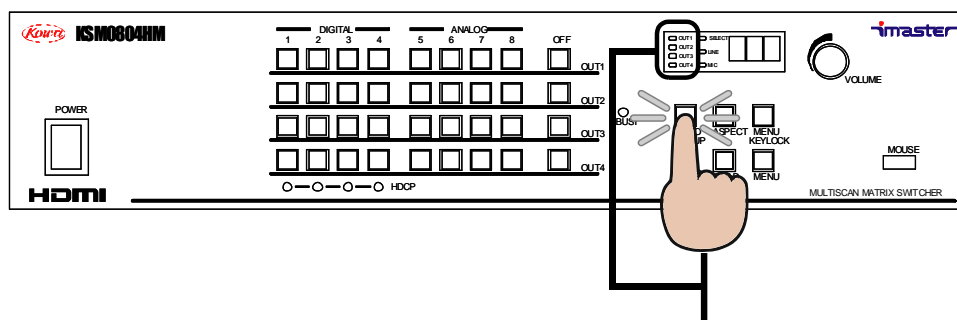 Kowa KSM0804HM
DIGITAL ANALOG
1 2 3 4 5 6 7 8 OFF
OUT1
OUT2
OUT3
OUT4
HDCP
POWER
HDMI
OUT1 SELECT
OUT2
OUT3 LINE
OUT4 MIC
imaster
VOLUME
ASPECT MENU
KEYLOCK
MENU
MOUSE
MULTISCAN MATRIX SWITCHER